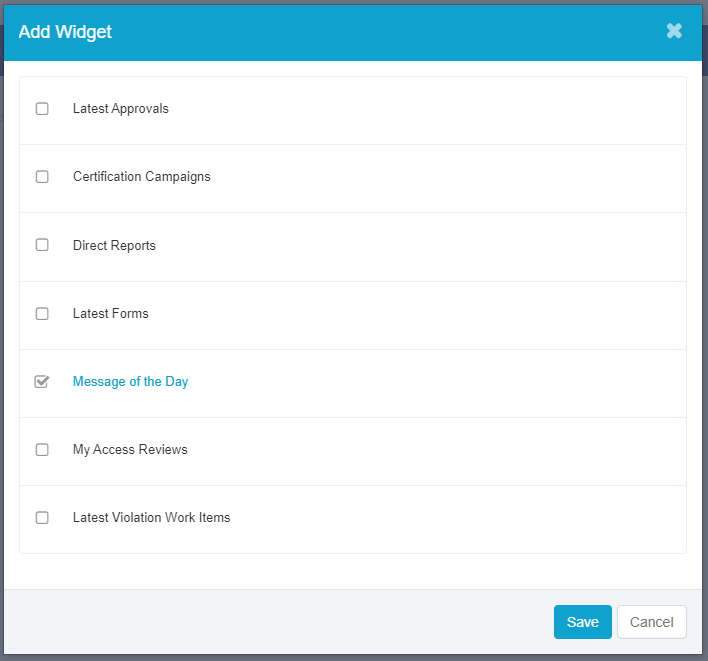 Add Widget
Latest Approvals
Certification Campaigns
Direct Reports
Latest Forms
Message of the Day
My Access Reviews
Latest Violation Work Items
Save Cancel